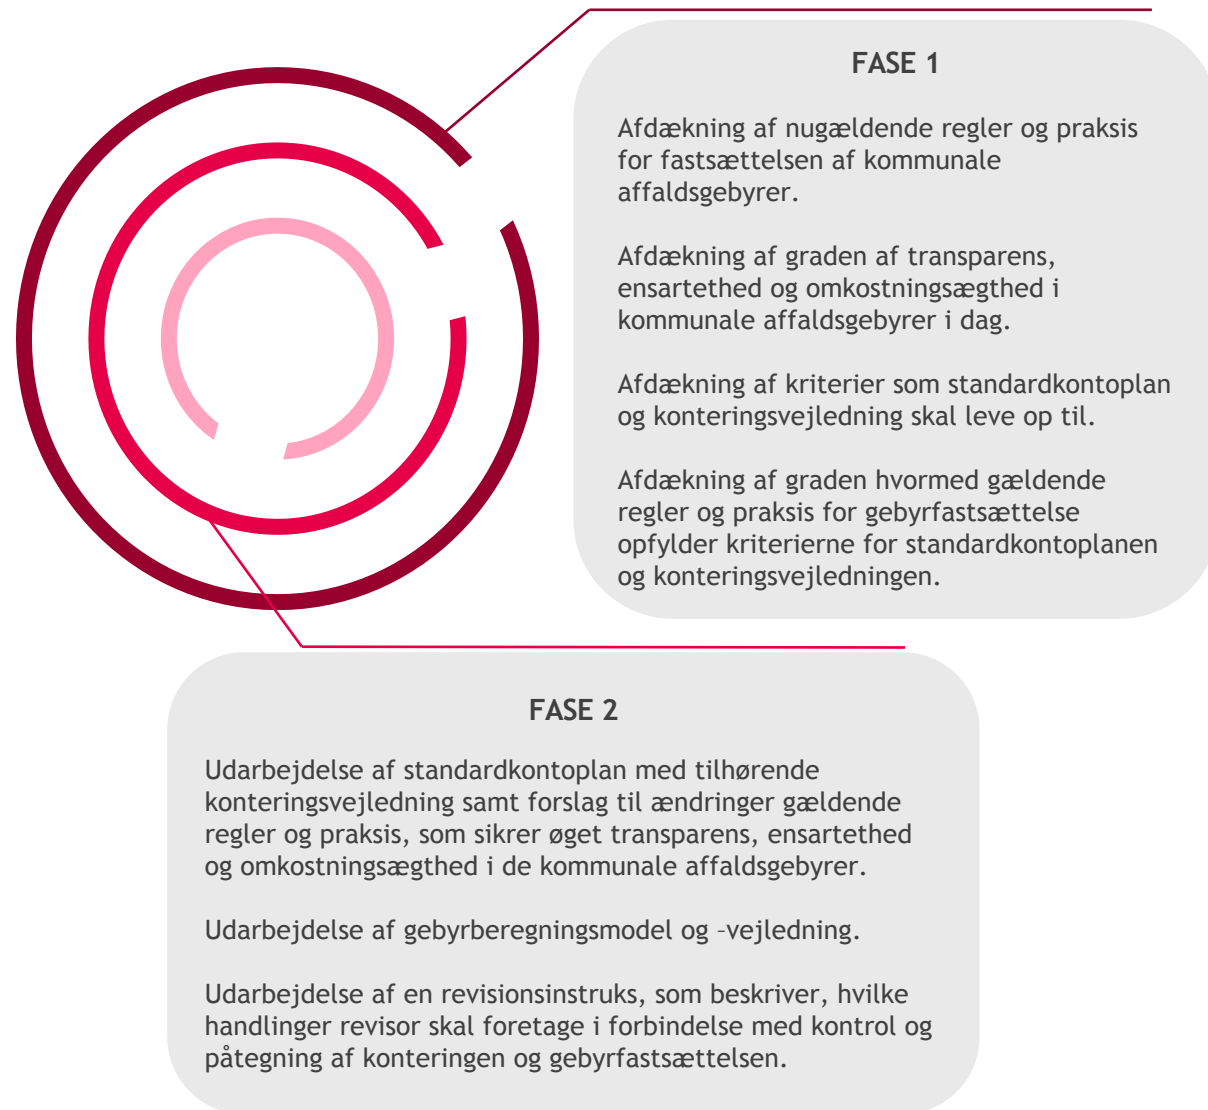 FASE 1
Afdækning af nugældende regler og praksis
for fastsættelsen af kommunale
affaldsgebyrer.
Afdækning af graden af transparens,
ensartethed og omkostningsægthed i
kommunale affaldsgebyrer i dag.
Afdækning af kriterier som standardkontoplan
og konteringsvejledning skal leve op til.
Afdækning af graden hvormed gældende
regler og praksis for gebyrfastsættelse
opfylder kriterierne for standardkontoplanen
og konteringsvejledningen.
FASE 2
Udarbejdelse af standardkontoplan med tilhørende
konteringsvejledning samt forslag til ændringer gældende
regler og praksis, som sikrer øget transparens, ensartethed
og omkostningsægthed i de kommunale affaldsgebyrer.
Udarbejdelse af gebyrberegningsmodel og –vejledning.
Udarbejdelse af en revisionsinstruks, som beskriver, hvilke
handlinger revisor skal foretage i forbindelse med kontrol og
påtegning af konteringen og gebyrfastsættelsen.